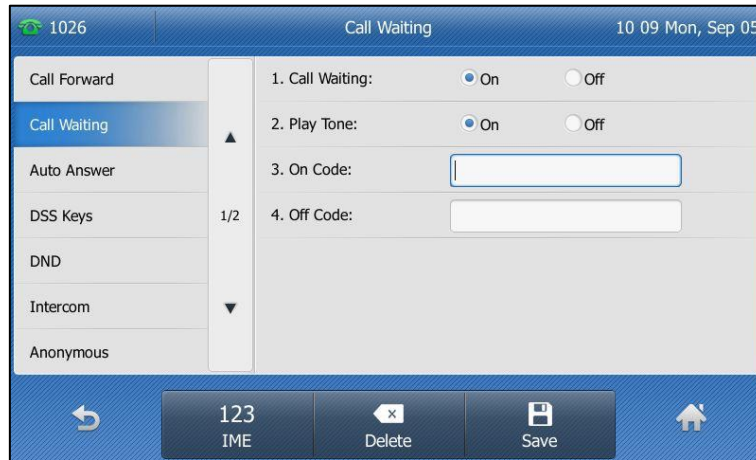 1026 Call Waiting 10 09 Mon, Sep 05
Call Forward
Call Waiting
Auto Answer
DSS Keys
DND
Intercom
Anonymous
1/2
1. Call Waiting: On Off
2. Play Tone: On Off
3. On Code:
4. Off Code:
123
IME
Delete
Save